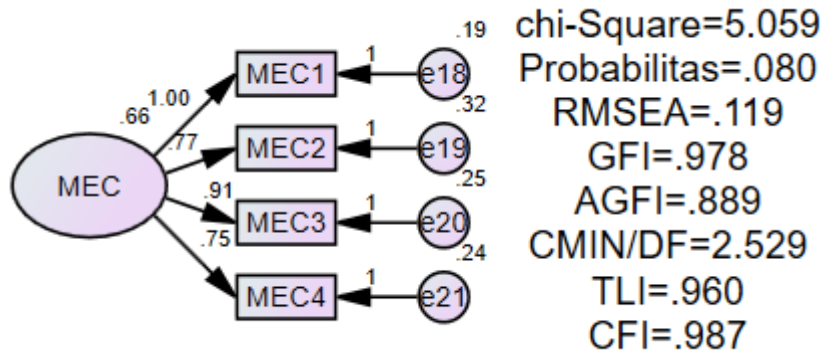 .19
chi-Square=5.059
1
MEC1
e18
1.00
.66
Probabilitas=.080
.32
RMSEA=.119
.77
1
MEC2
e19
GFI=.978
.25
MEC
.91
1
MEC3
e20
AGFI=.889
.24
CMIN/DF=2.529
.75
1
MEC4
e21
TLI=.960
CFI=.987